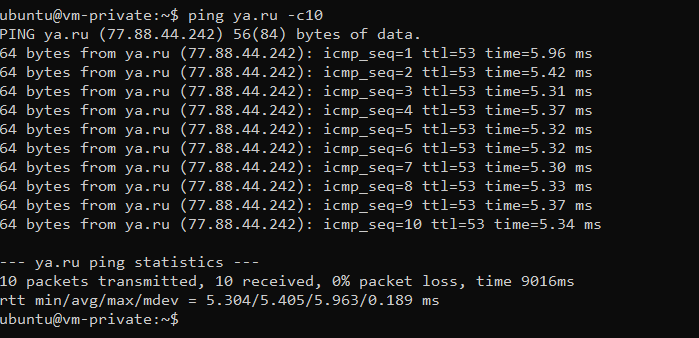 ubuntu@vm-private:~$ ping ya.ru -c10
PING ya.ru (77.88.44.242) 56(84) bytes of data.
64 bytes from ya.ru (77.88.44.242): icmp_seq=1 ttl=53 time=5.96 ms
64 bytes from ya.ru (77.88.44.242): icmp_seq=2 ttl=53 time=5.42 ms
64 bytes from ya.ru (77.88.44.242): icmp_seq=3 ttl=53 time=5.31 ms
64 bytes from ya.ru (77.88.44.242): icmp_seq=4 ttl=53 time=5.37 ms
64 bytes from ya.ru (77.88.44.242): icmp_seq=5 ttl=53 time=5.32 ms
64 bytes from ya.ru (77.88.44.242): icmp_seq=6 ttl=53 time=5.32 ms
64 bytes from ya.ru (77.88.44.242): icmp_seq=7 ttl=53 time=5.30 ms
64 bytes from ya.ru (77.88.44.242): icmp_seq=8 ttl=53 time=5.33 ms
64 bytes from ya.ru (77.88.44.242): icmp_seq=9 ttl=53 time=5.37 ms
64 bytes from ya.ru (77.88.44.242): icmp_seq=10 ttl=53 time=5.34 ms
--- ya.ru ping statistics ---
10 packets transmitted, 10 received, 0% packet loss, time 9016ms
rtt min/avg/max/mdev = 5.304/5.405/5.963/0.189 ms
ubuntu@vm-private:~$